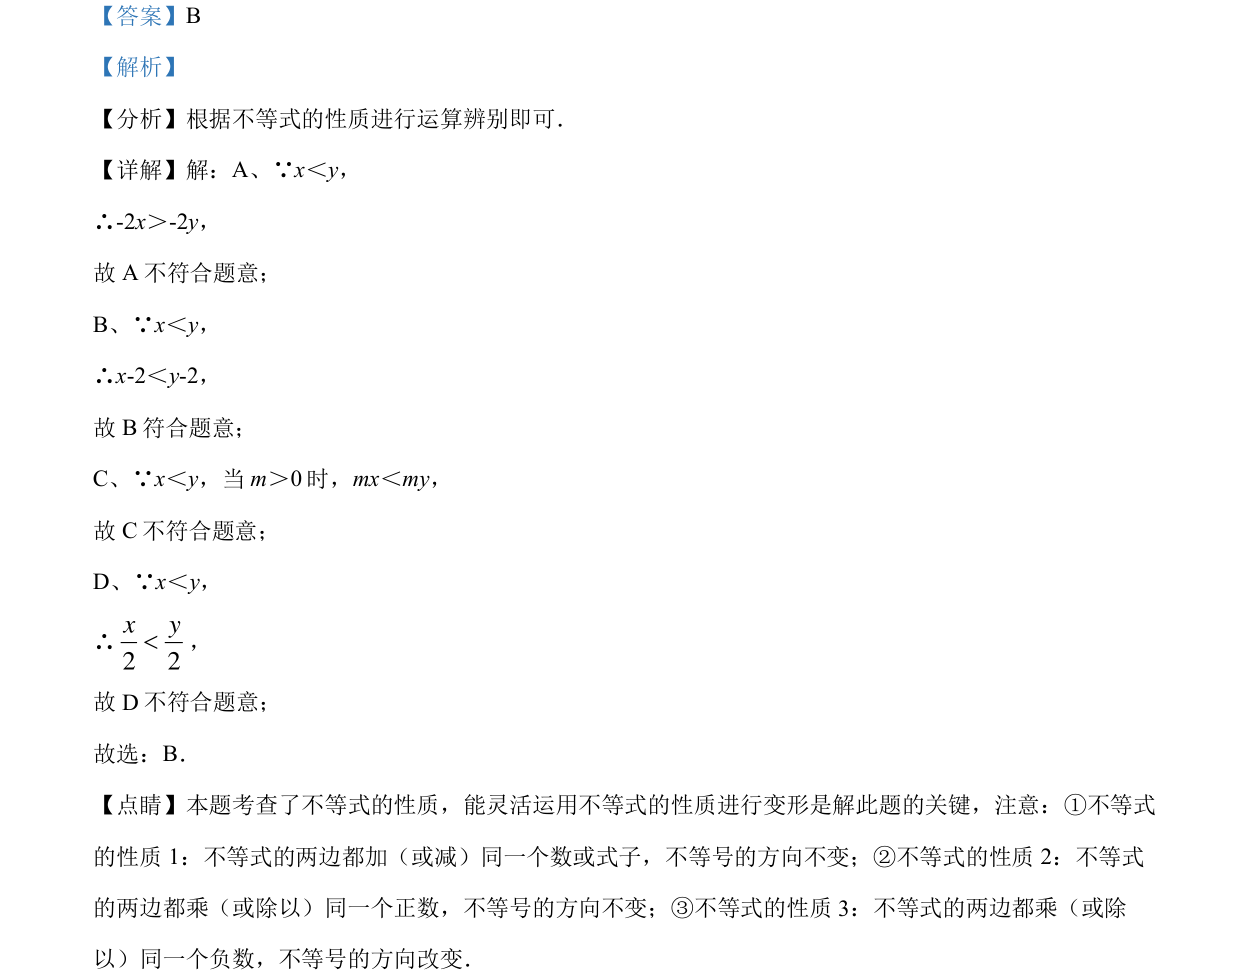 【答案】B
【解析】
【分析】根据不等式的性质进行运算辨别即可．
【详解】解：A、∵x＜y，
∴-2x＞-2y，
故 A 不符合题意；
B、∵x＜y，
∴x-2＜y-2，
故 B 符合题意；
C、∵x＜y，当 m＞0 时，mx＜my，
故 C 不符合题意；
D、∵x＜y，
∴x/2 < y/2，
故 D 不符合题意；
故选：B．
【点睛】本题考查了不等式的性质，能灵活运用不等式的性质进行变形是解此题的关键，注意：①不等式
的性质 1：不等式的两边都加（或减）同一个数或式子，不等号的方向不变；②不等式的性质 2：不等式
的两边都乘（或除以）同一个正数，不等号的方向不变；③不等式的性质 3：不等式的两边都乘（或除
以）同一个负数，不等号的方向改变．